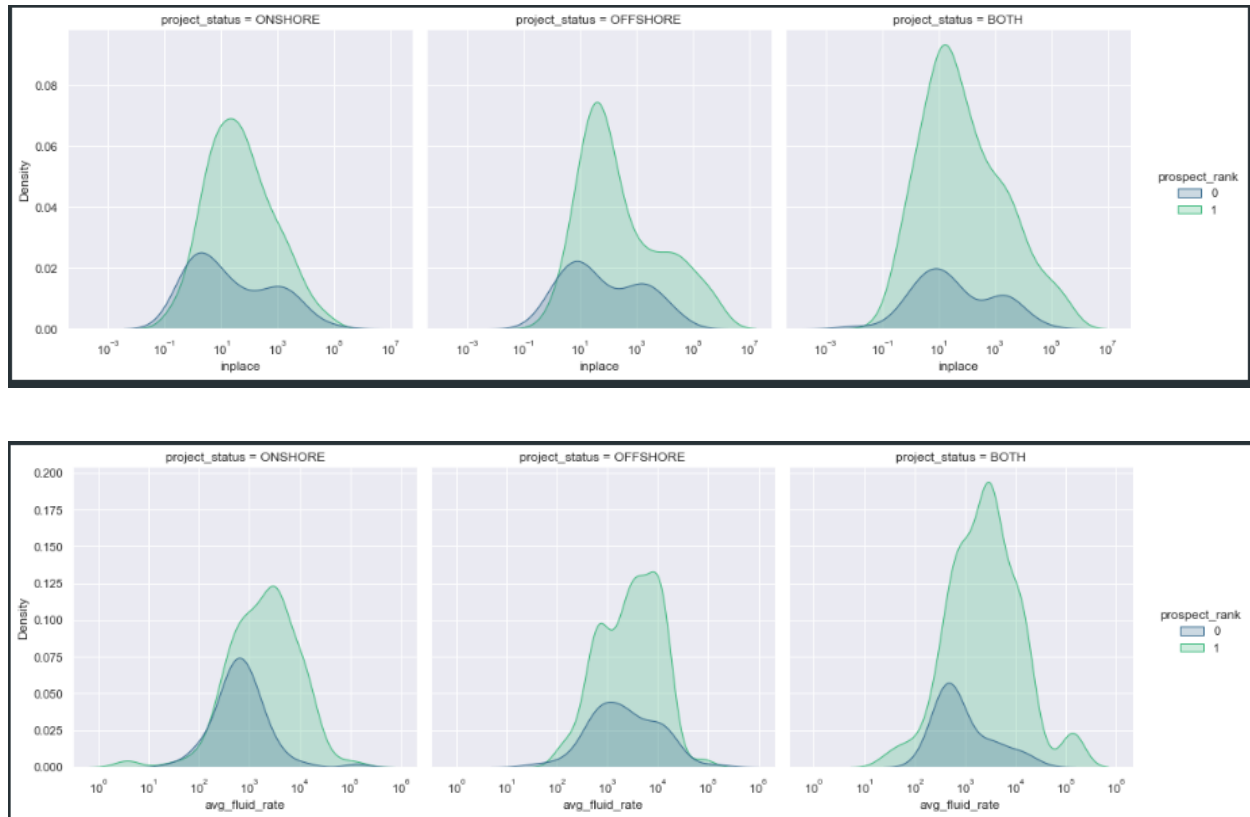 project_status = ONSHORE
project_status = OFFSHORE
project_status = BOTH
0.08
0.06
0.04
0.02
0.00
Density
10⁻³ 10⁻¹ 10¹ 10³ 10⁵ 10⁷
10⁻³ 10⁻¹ 10¹ 10³ 10⁵ 10⁷
10⁻³ 10⁻¹ 10¹ 10³ 10⁵ 10⁷
inplace
inplace
inplace
prospect_rank
0
1
project_status = ONSHORE
project_status = OFFSHORE
project_status = BOTH
0.200
0.175
0.150
0.125
0.100
0.075
0.050
0.025
0.000
Density
10⁰ 10¹ 10² 10³ 10⁴ 10⁵ 10⁶
10⁰ 10¹ 10² 10³ 10⁴ 10⁵ 10⁶
10⁰ 10¹ 10² 10³ 10⁴ 10⁵ 10⁶
avg_fluid_rate
avg_fluid_rate
avg_fluid_rate
prospect_rank
0
1